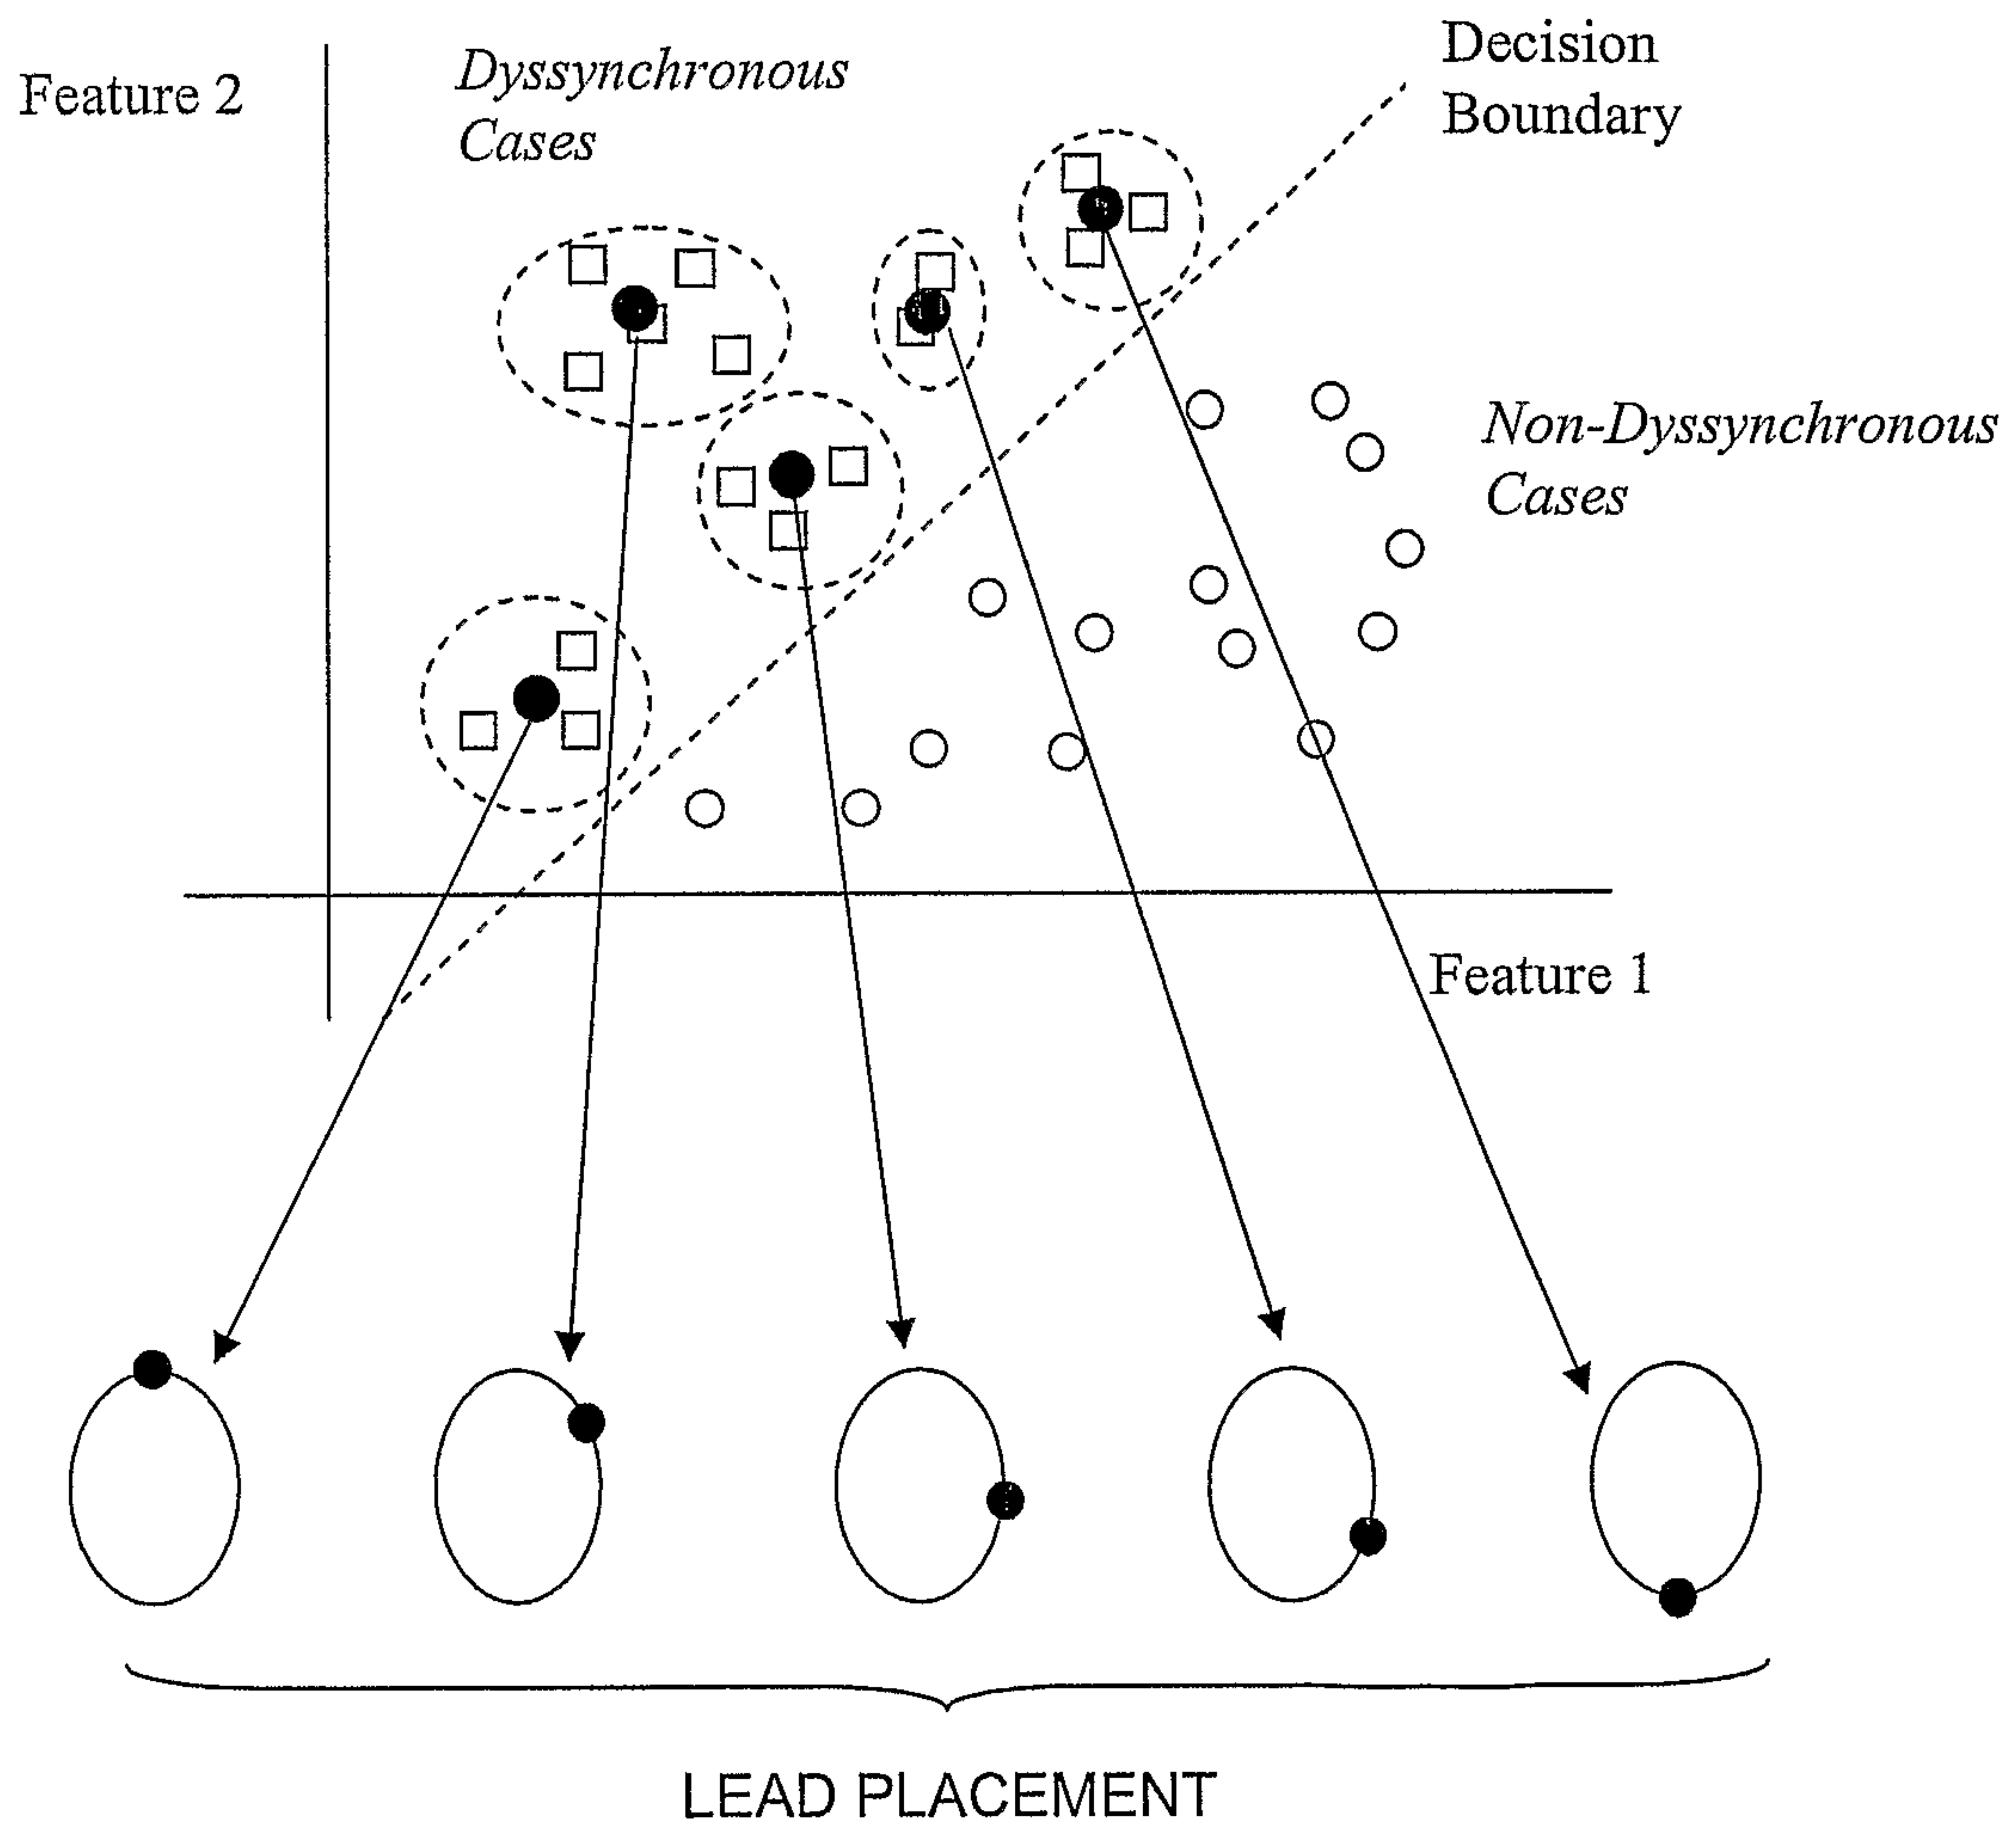 Feature 2
Dyssynchronous
Cases
Decision
Boundary
Non-Dyssynchronous
Cases
Feature 1
LEAD PLACEMENT